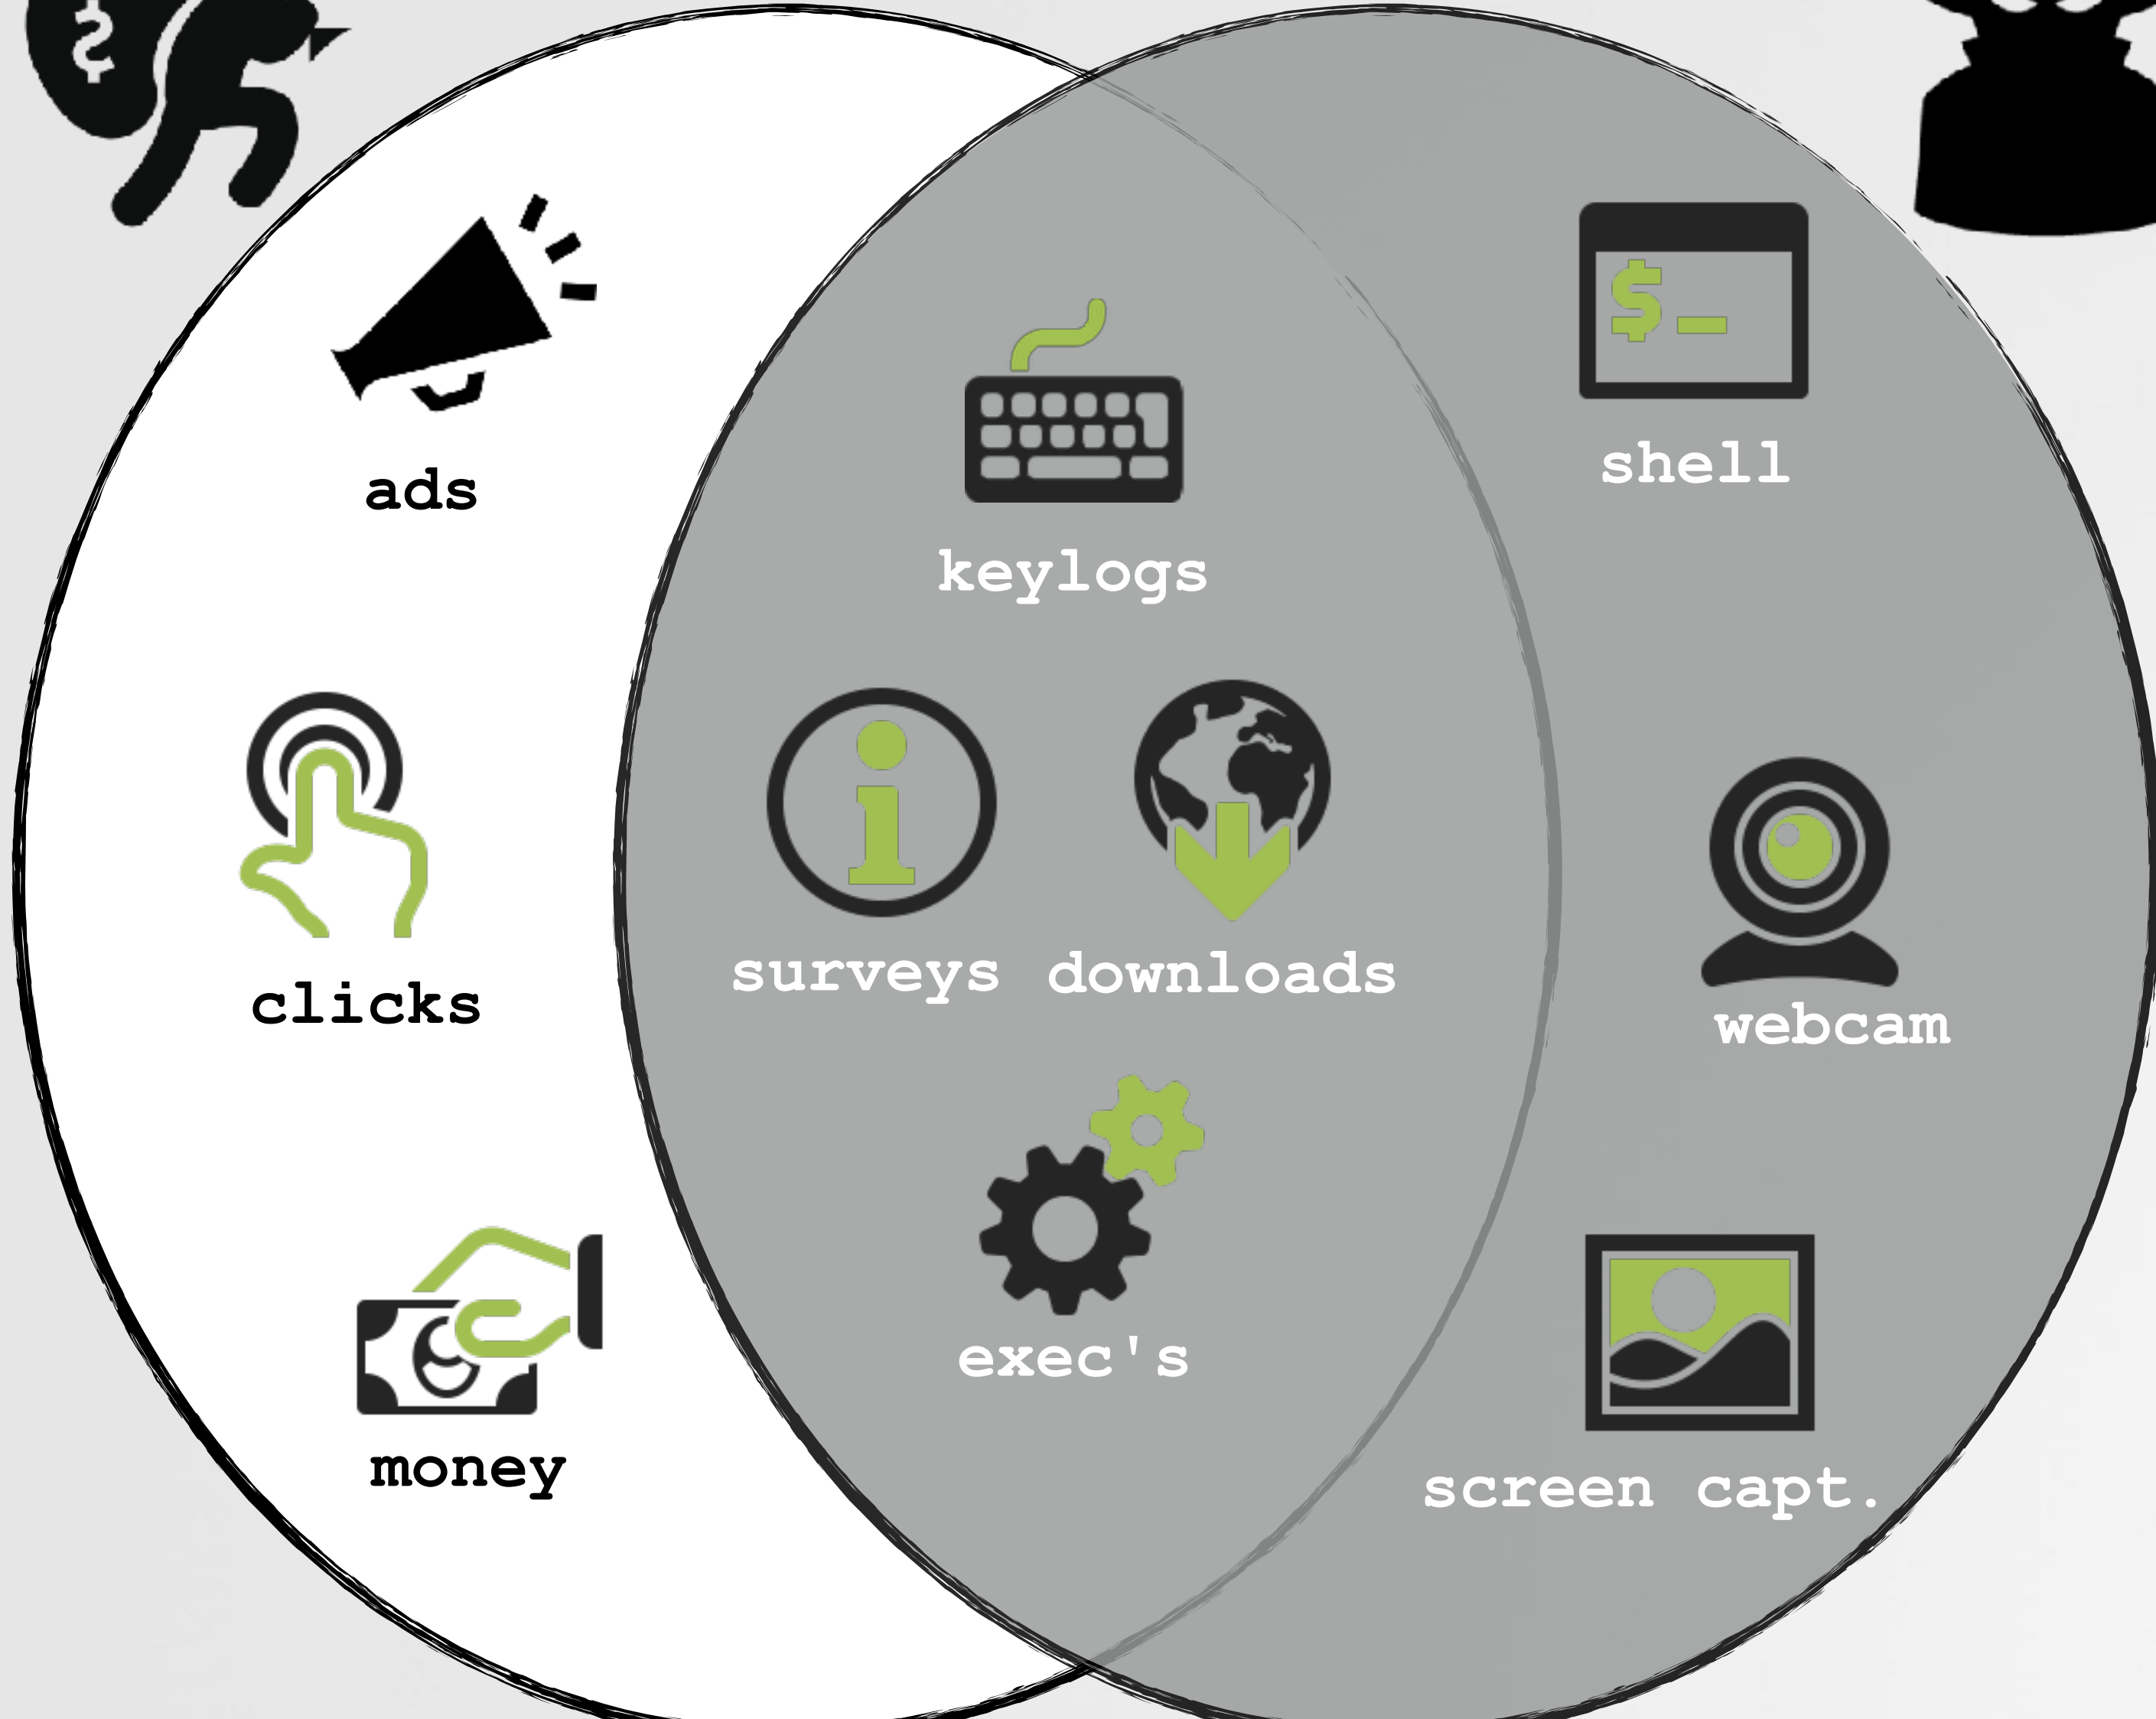 ads
clicks
money
keylogs
surveys
downloads
exec's
shell
$_
webcam
screen capt.
$